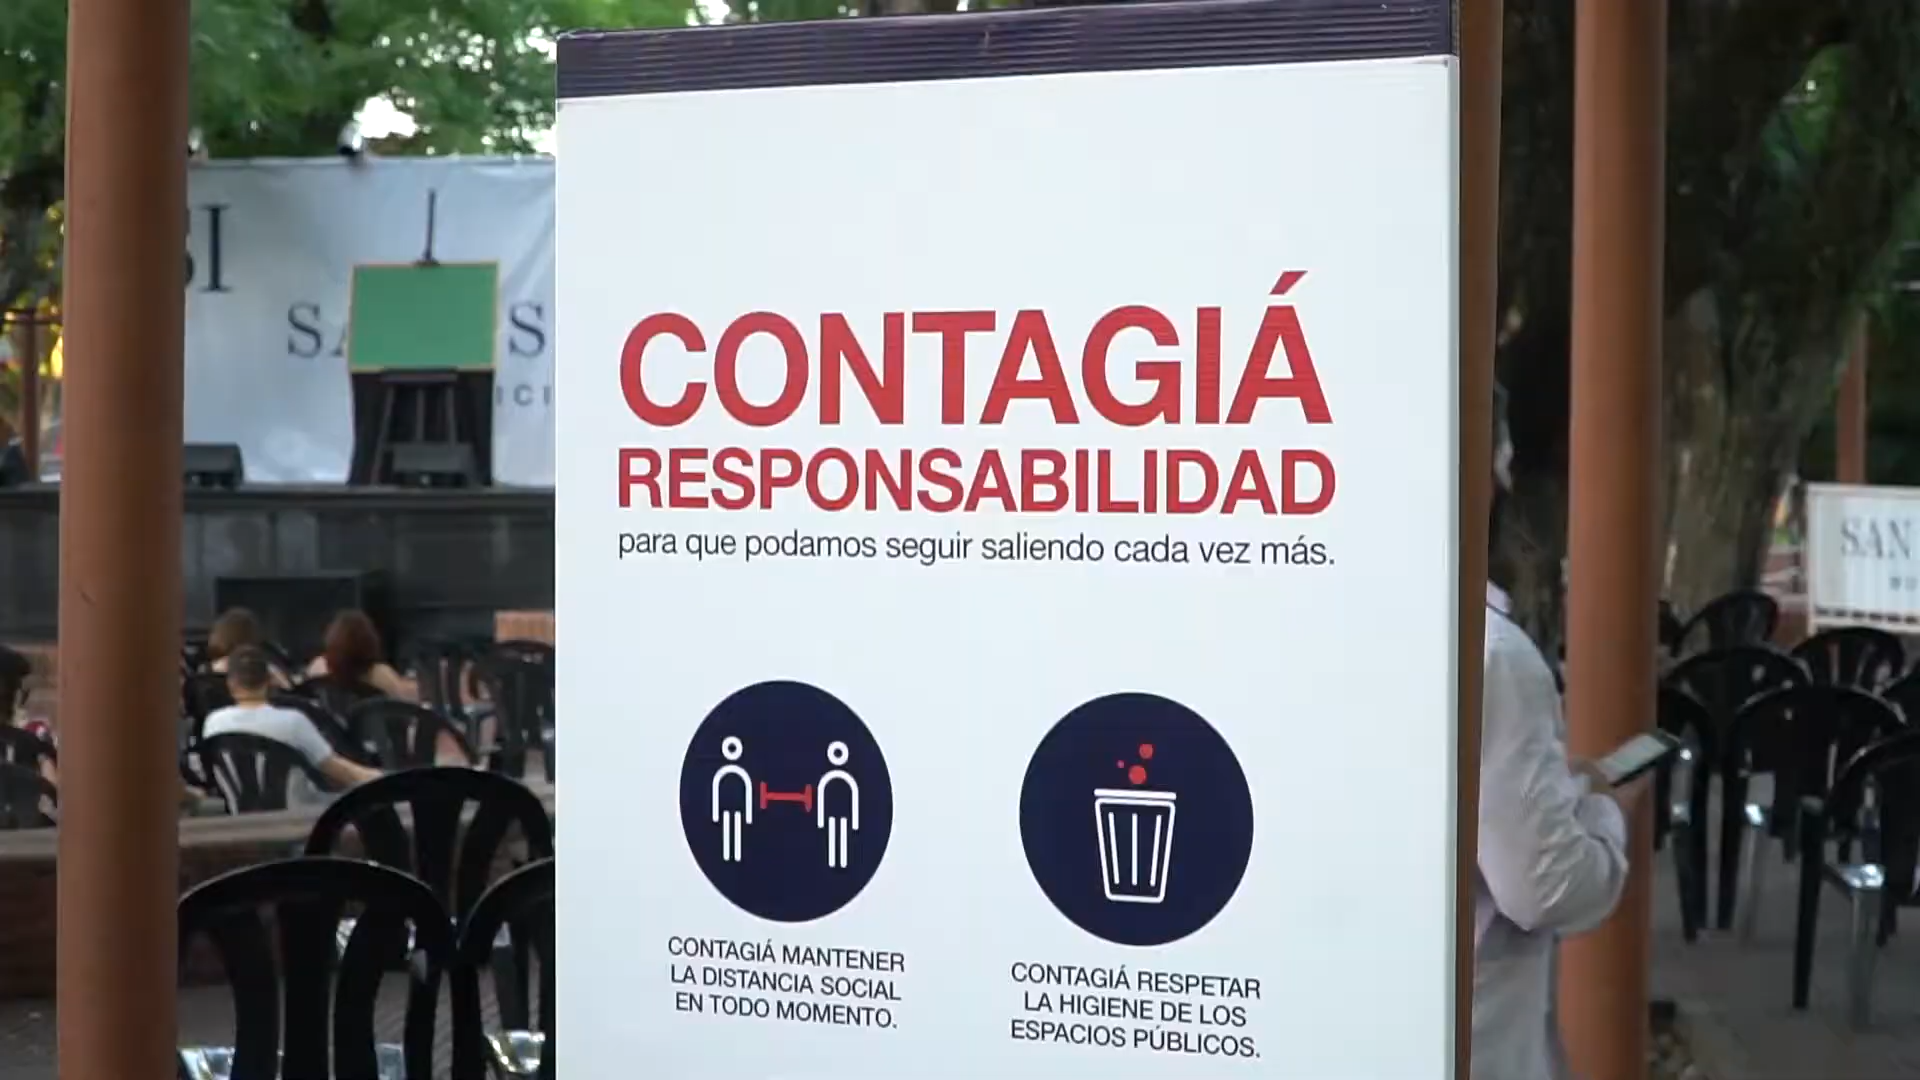 CONTAGIÁ
RESPONSABILIDAD
para que podamos seguir saliendo cada vez más.
CONTAGIÁ MANTENER
LA DISTANCIA SOCIAL
EN TODO MOMENTO.
CONTAGIÁ RESPETAR
LA HIGIENE DE LOS
ESPACIOS PÚBLICOS.
SAN